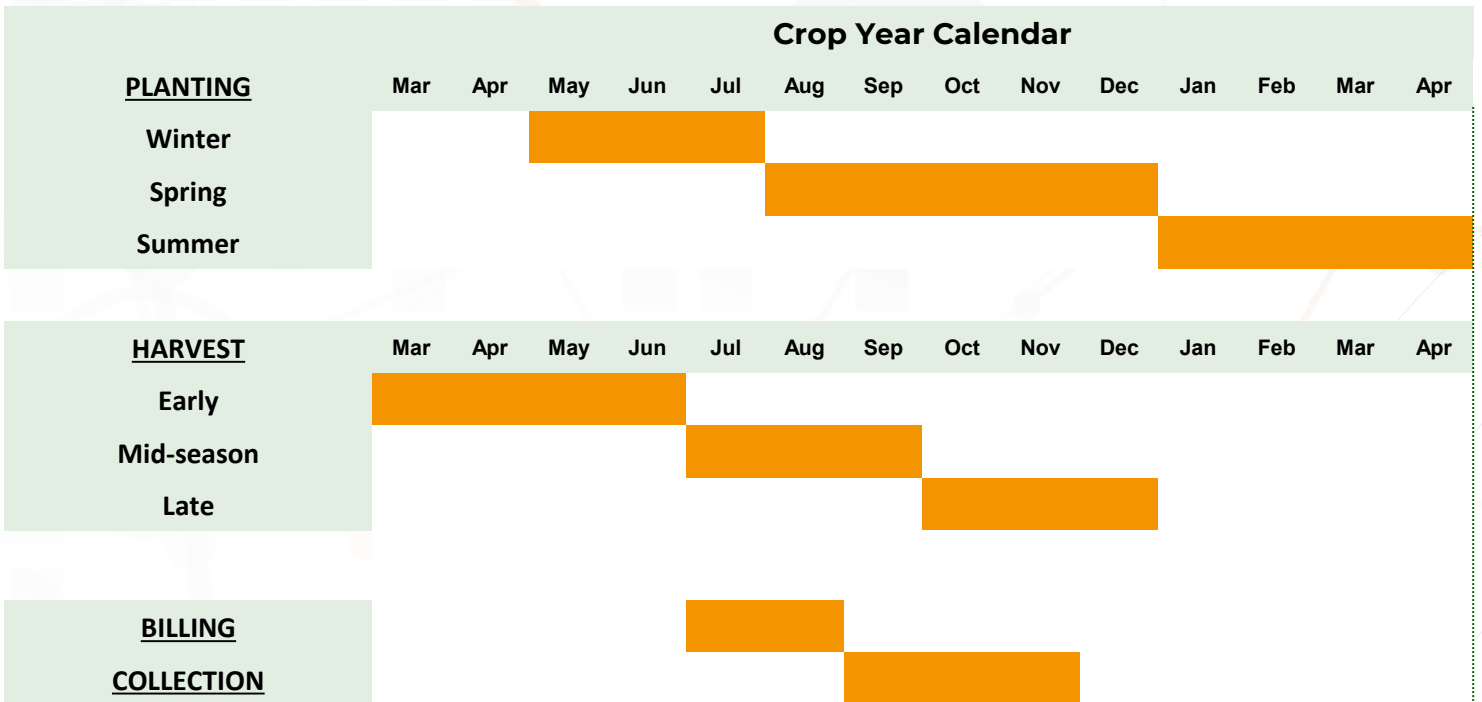 Crop Year Calendar
PLANTING Mar Apr May Jun Jul Aug Sep Oct Nov Dec Jan Feb Mar Apr
Winter
Spring
Summer
HARVEST Mar Apr May Jun Jul Aug Sep Oct Nov Dec Jan Feb Mar Apr
Early
Mid-season
Late
BILLING
COLLECTION